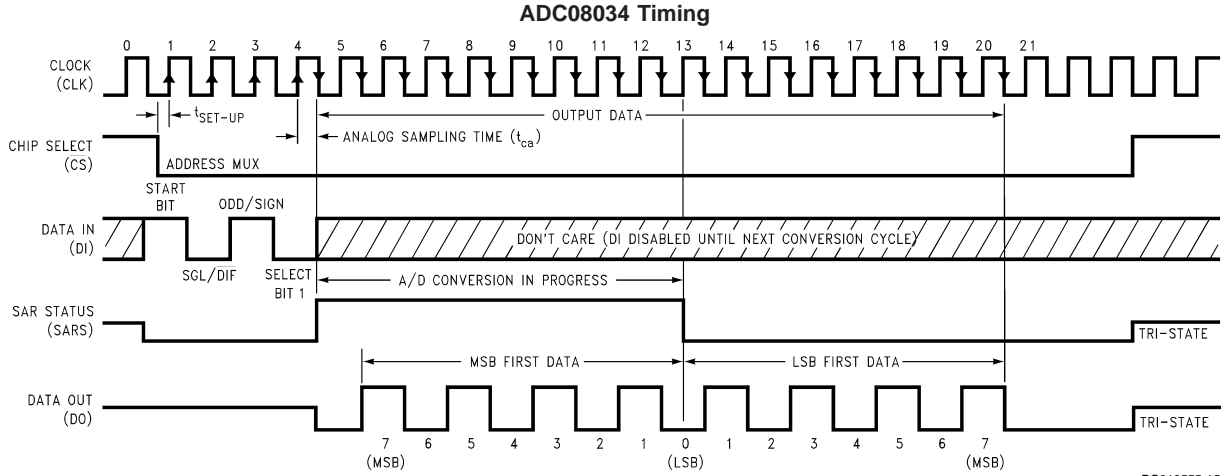 ADC08034 Timing
0 1 2 3 4 5 6 7 8 9 10 11 12 13 14 15 16 17 18 19 20 21
CLOCK
(CLK)
tSET-UP
OUTPUT DATA
ANALOG SAMPLING TIME (tca)
CHIP SELECT
(CS)
ADDRESS MUX
START
BIT
ODD/SIGN
DATA IN
(DI)
DON'T CARE (DI DISABLED UNTIL NEXT CONVERSION CYCLE)
SGL/DIF
SELECT
BIT 1
A/D CONVERSION IN PROGRESS
SAR STATUS
(SARS)
TRI-STATE
MSB FIRST DATA
LSB FIRST DATA
DATA OUT
(DO)
TRI-STATE
7 6 5 4 3 2 1 0 1 2 3 4 5 6 7
(MSB) (LSB) (MSB)